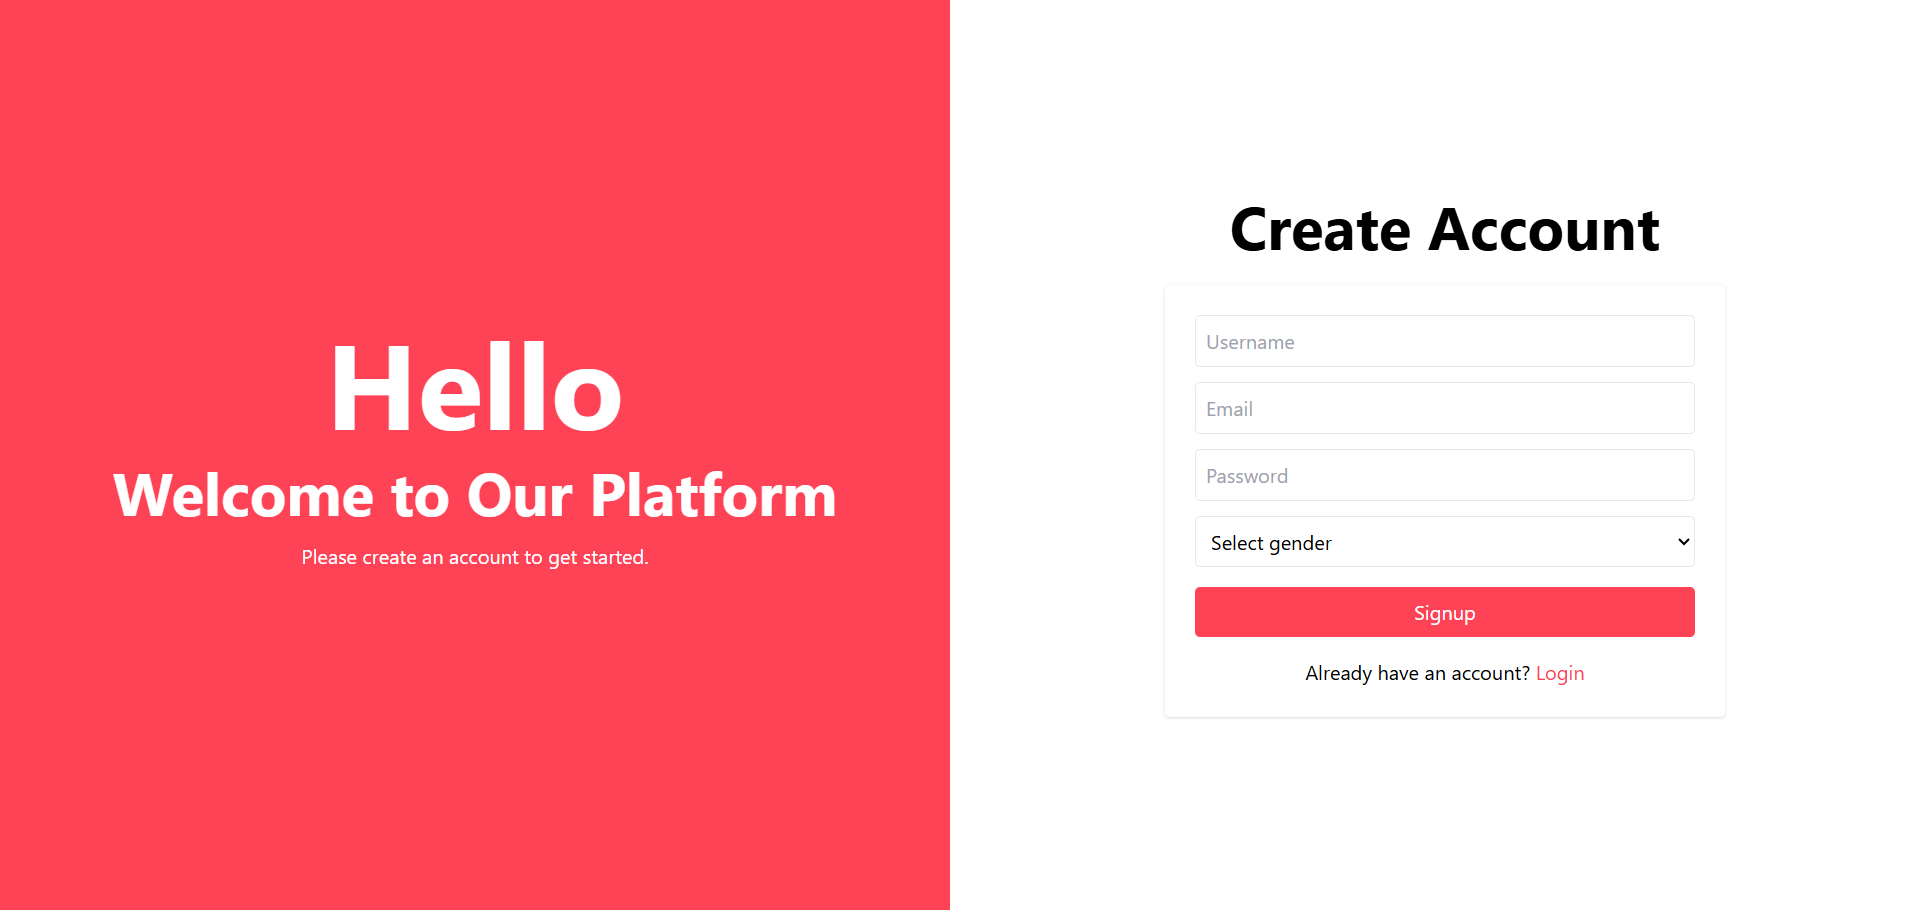 Hello
Welcome to Our Platform
Please create an account to get started.
Create Account
Username
Email
Password
Select gender
Signup
Already have an account? Login